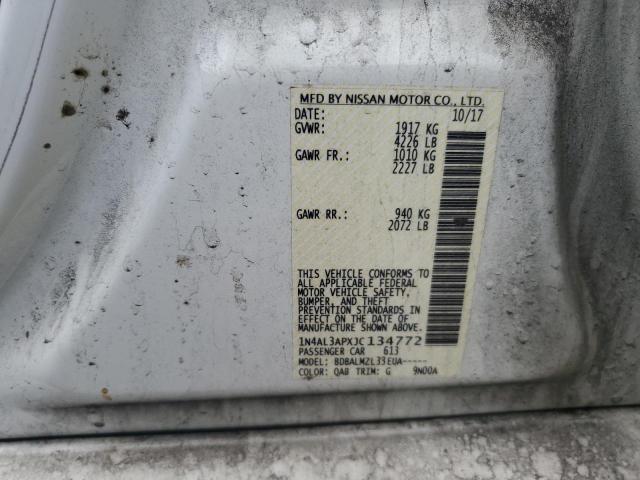 MFD BY NISSAN MOTOR CO., LTD.
DATE: 10/17
GVWR: 1917 KG
4226 LB
GAWR FR.: 1010 KG
2227 LB
GAWR RR.: 940 KG
2072 LB
THIS VEHICLE CONFORMS TO
ALL APPLICABLE FEDERAL
MOTOR VEHICLE SAFETY,
BUMPER, AND THEFT
PREVENTION STANDARDS IN
EFFECT ON THE DATE OF
MANUFACTURE SHOWN ABOVE.
1N4AL3APXJC134772
PASSENGER CAR 613
MODEL: BDBALMZL33EUA-----
COLOR: QAB TRIM: G 9N00A